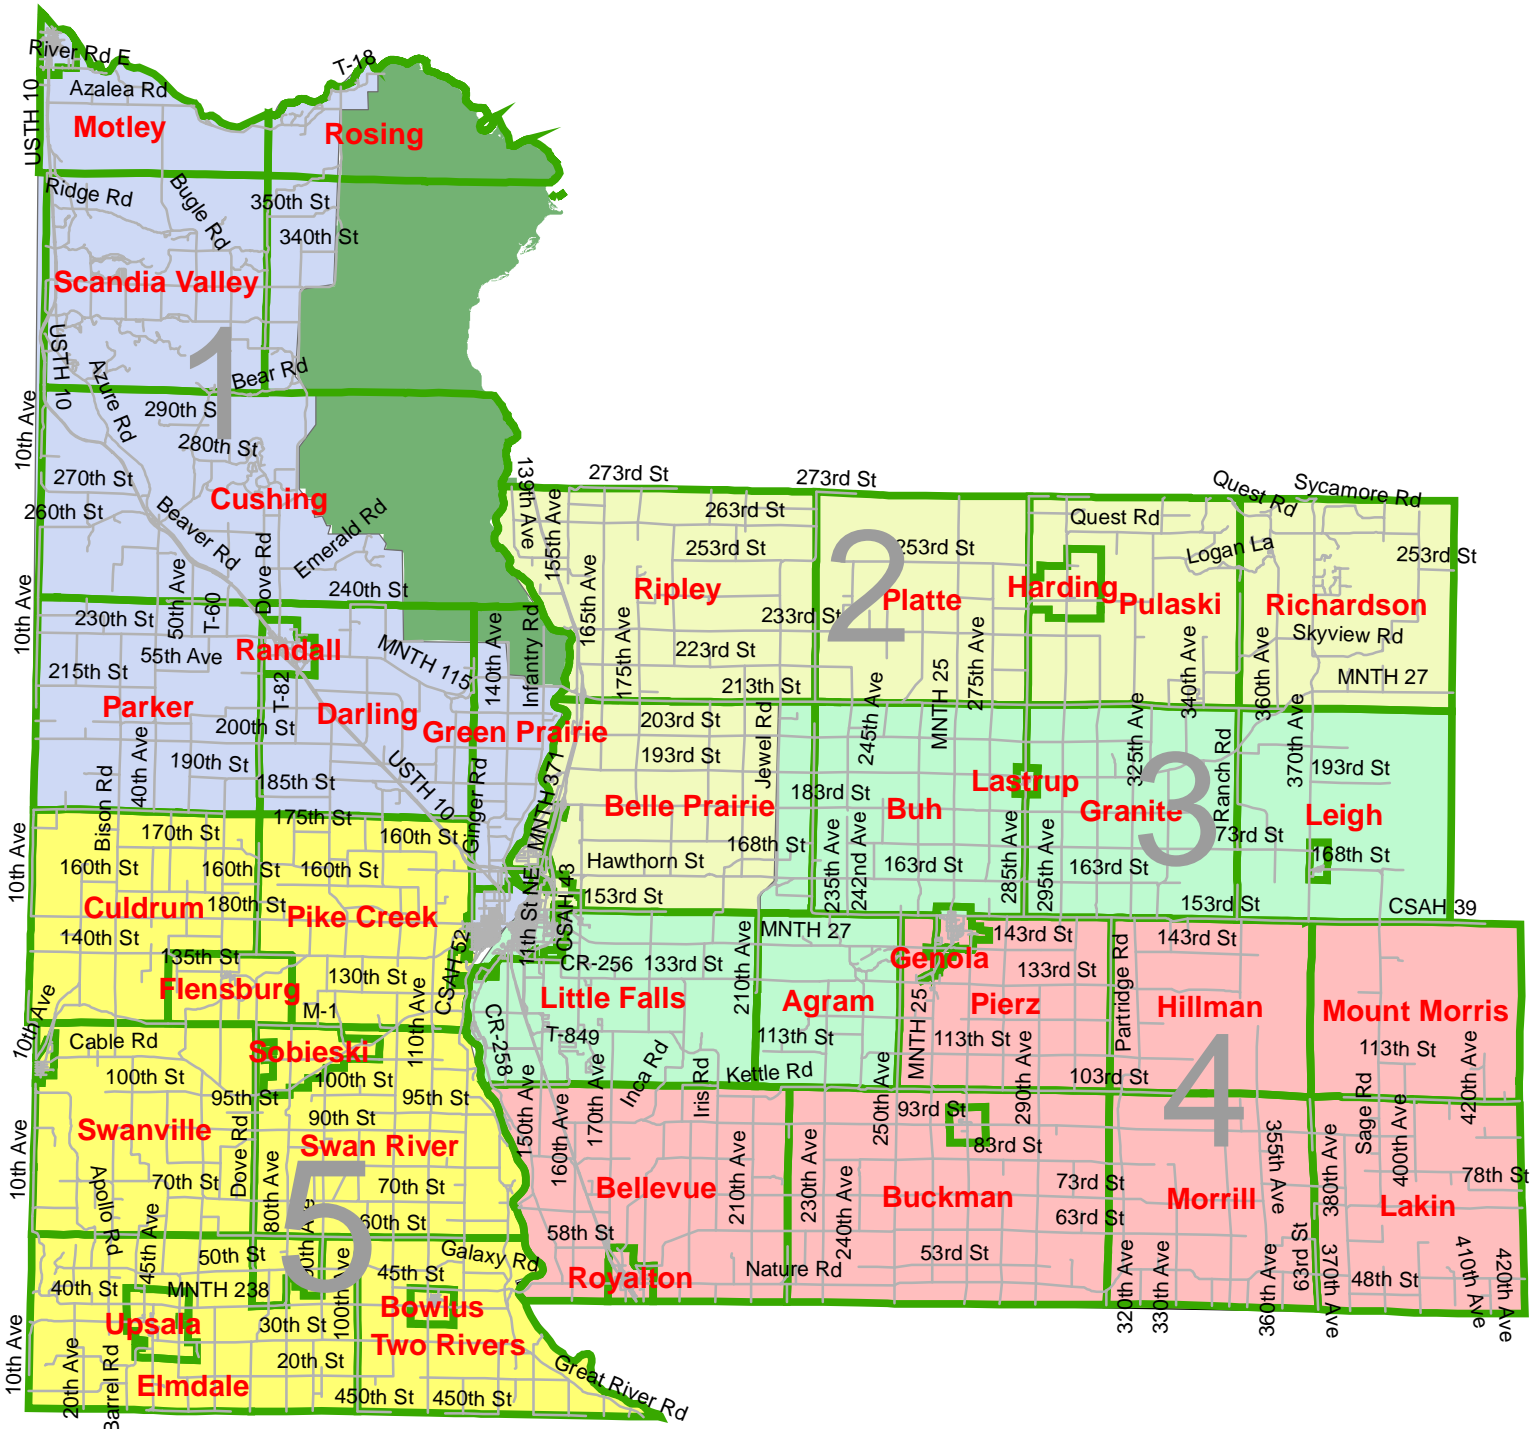 River Rd E
T-18
Azalea Rd
USTH 10
Motley
Rosing
Ridge Rd
Bugle Rd
350th St
340th St
Scandia Valley
USTH 10
1
Azure Rd
Bear Rd
10th Ave
290th S
280th St
270th St
260th St
Cushing
Beaver Rd
Dove Rd
Emerald Rd
240th St
139th Ave
155th Ave
273rd St
273rd St
Quest Rd
Sycamore Rd
263rd St
Quest Rd
253rd St
253rd St
Logan La
253rd St
2
Ripley
Platte
Harding
Pulaski
Richardson
10th Ave
230th St
50th Ave
T-60
165th Ave
233rd St
Skyview Rd
Randall
55th Ave
215th St
MNTH 115
140th Ave
Infantry Rd
175th Ave
223rd St
213th St
MNTH 25
275th Ave
340th Ave
360th Ave
MNTH 27
T-82
Parker
Darling
Green Prairie
200th St
203rd St
245th Ave
Jewel Rd
325th Ave
Ranch Rd
370th Ave
190th St
185th St
USTH 10
193rd St
193rd St
Bison Rd
40th Ave
Ginger Rd
MNTH 371
Belle Prairie
183rd St
Buh
Lastrup
Granite
3
Leigh
10th Ave
170th St
175th St
160th St
168th St
73rd St
168th St
160th St
160th St
160th St
Hawthorn St
235th Ave
242nd Ave
163rd St
285th Ave
295th Ave
163rd St
Culdrum
180th St
Pike Creek
153rd St
153rd St
CSAH 39
CSAH 43
11th St NE
140th St
135th St
CSAH 52
MNTH 27
Genola
143rd St
Partridge Rd
143rd St
Flensburg
130th St
CR-256
133rd St
210th Ave
133rd St
M-1
110th Ave
Little Falls
Agram
Pierz
Hillman
Mount Morris
10th Ave
Cable Rd
CR-258
T-849
113th St
MNTH 25
113th St
113th St
Sobieski
100th St
100th St
Inca Rd
Kettle Rd
103rd St
4
420th Ave
95th St
95th St
150th Ave
160th Ave
170th Ave
Iris Rd
250th Ave
93rd St
290th Ave
Sage Rd
90th St
Swanville
Dove Rd
Swan River
83rd St
355th Ave
400th Ave
10th Ave
Apollo Rd
70th St
80th Ave
5
70th St
Bellevue
210th Ave
230th Ave
Buckman
73rd St
Morrill
380th Ave
Lakin
78th St
60th St
58th St
240th Ave
63rd St
45th Ave
50th St
Galaxy Rd
Nature Rd
53rd St
63rd St
40th St
MNTH 238
100th Ave
45th St
Royalton
320th Ave
330th Ave
360th Ave
370th Ave
48th St
410th Ave
420th Ave
Upsala
30th St
Bowlus
10th Ave
20th Ave
Barrel Rd
20th St
Two Rivers
Great River Rd
Elmdale
450th St
450th St